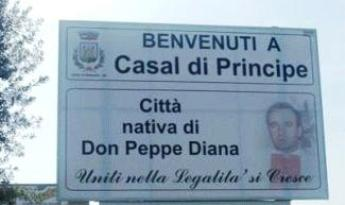 BENVENUTI A
Casal di Principe
Città
nativa di
Don Peppe Diana
Uniti nella Legalita' si Cresce